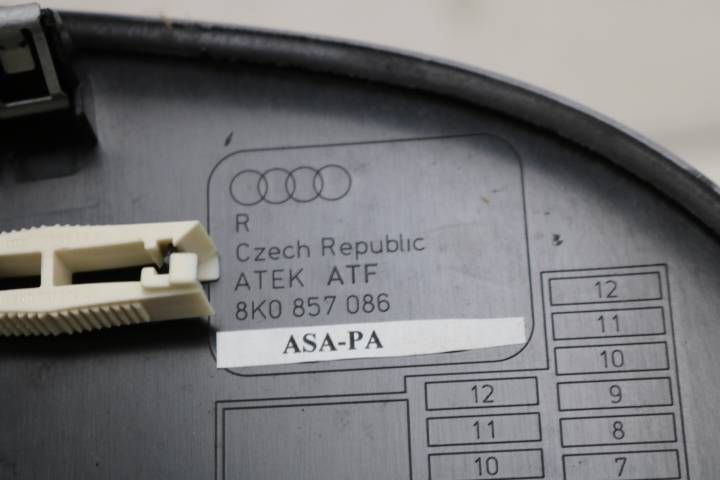 R
Czech Republic
ATEK ATF
8K0 857 086
ASA-PA
12
11
10
12
9
11
8
10
7